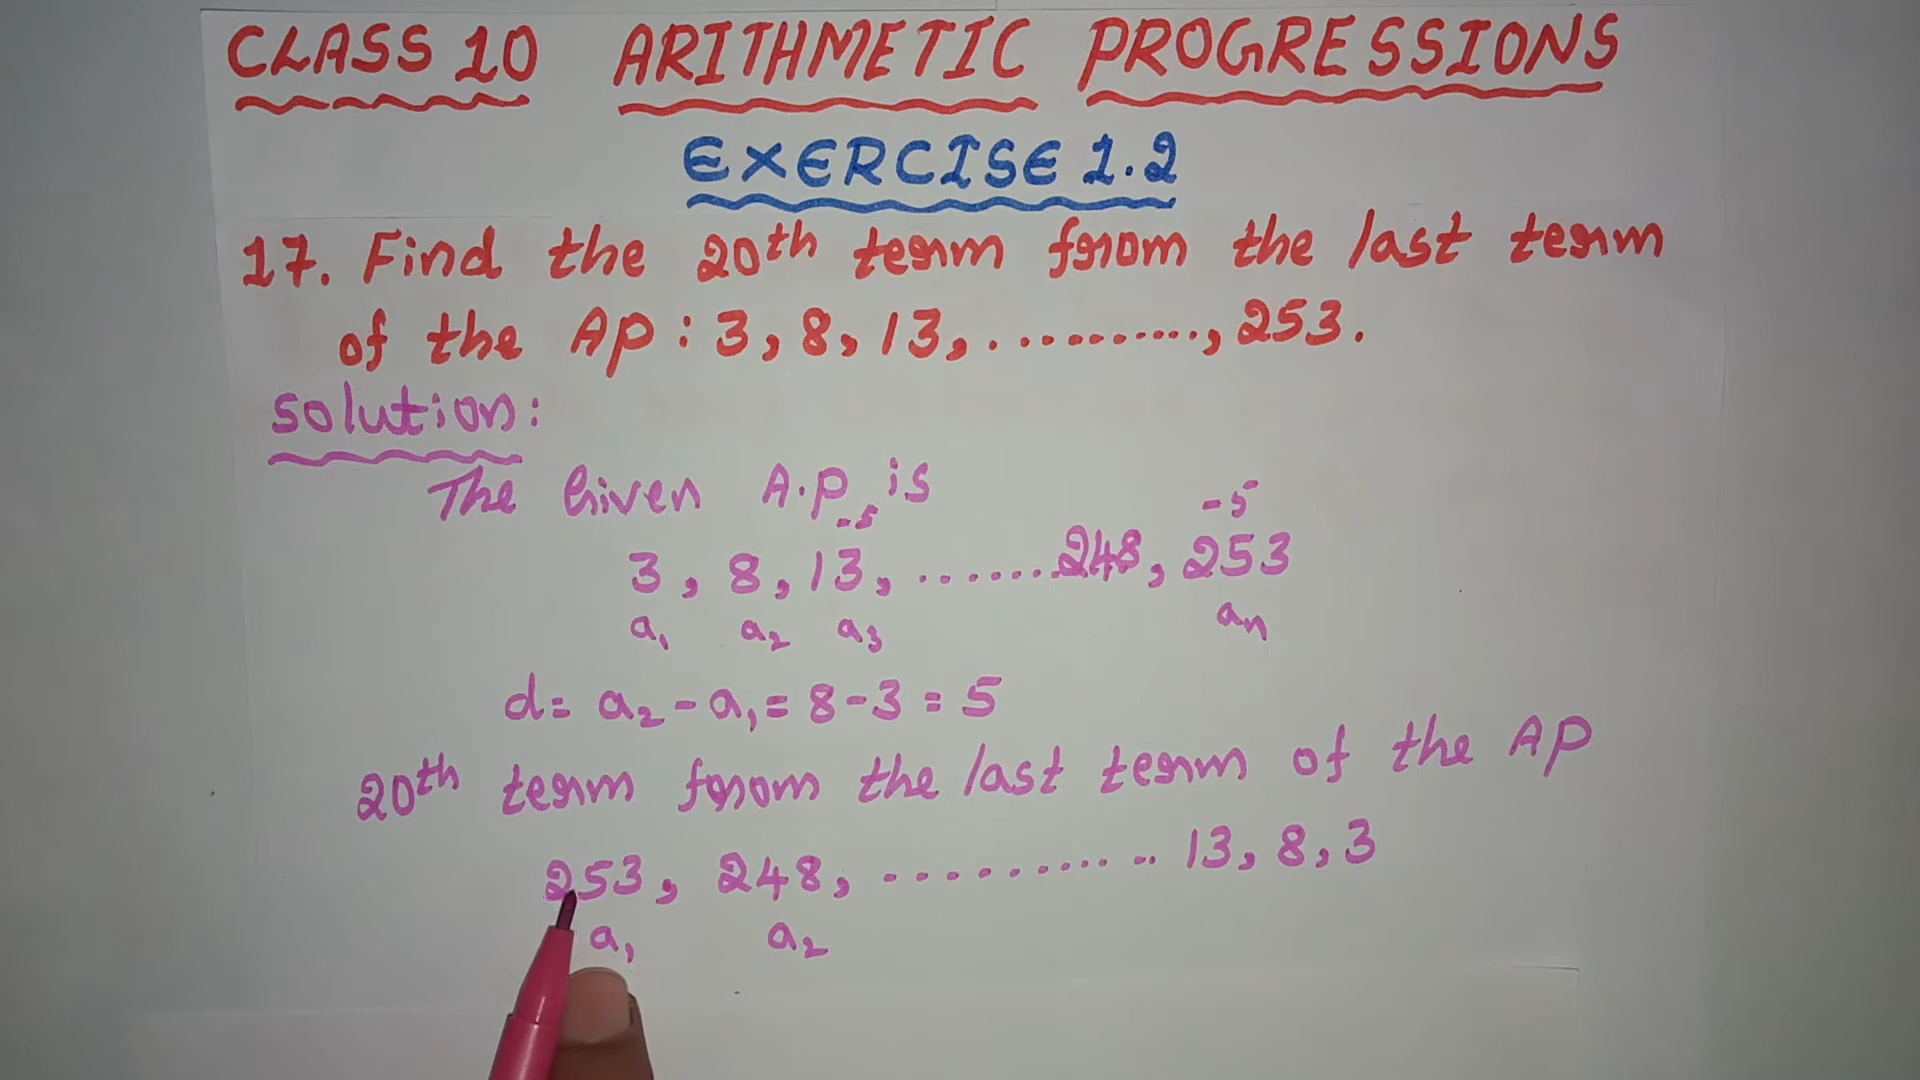 CLASS 10 ARITHMETIC PROGRESSIONS
EXERCISE 1.2
17. Find the 20th term from the last term
of the AP : 3, 8, 13, ..........., 253.
Solution:
The Given A.P is
-5 -5
3, 8, 13, .......248, 253
a₁ a₂ a₃ aₙ
d = a₂ - a₁ = 8 - 3 = 5
20th term from the last term of the AP
253, 248, ........... 13, 8, 3
a₁ a₂